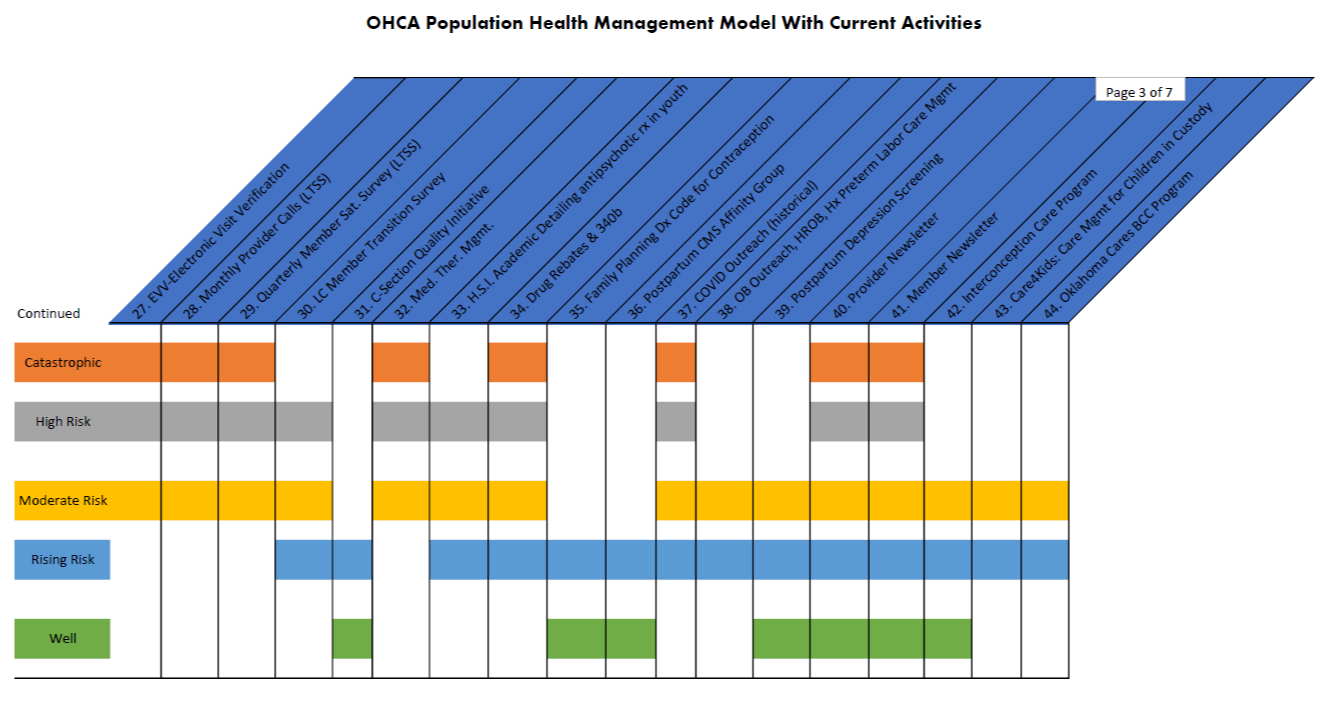 OHCA Population Health Management Model With Current Activities
Page 3 of 7
27. EVV-Electronic Visit Verification
28. Monthly Provider Calls (LTSS)
29. Quarterly Member Sat. Survey (LTSS)
30. LC Member Transition Survey
31. C-Section Quality Initiative
32. Med. Ther. Mgmt.
33. H.S.I. Academic Detailing antipsychotic rx in youth
34. Drug Rebates & 340b
35. Family Planning Dx Code for Contraception
36. Postpartum CMS Affinity Group
37. COVID Outreach (historical)
38. OB Outreach, HROB, Hx Preterm Labor Care Mgmt
39. Postpartum Depression Screening
40. Provider Newsletter
41. Member Newsletter
42. Interconception Care Program
43. Care4Kids: Care Mgmt for Children in Custody
44. Oklahoma Cares BCC Program
Continued
Catastrophic
High Risk
Moderate Risk
Rising Risk
Well